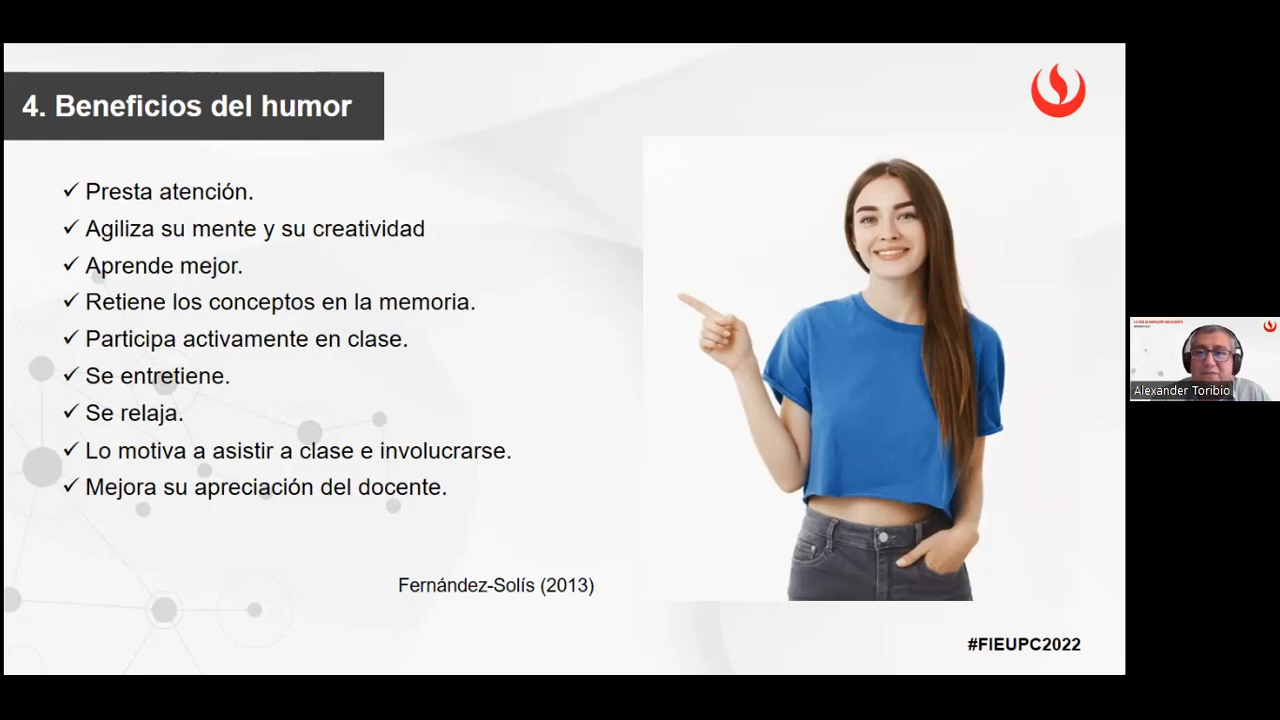 4. Beneficios del humor
✓ Presta atención.
✓ Agiliza su mente y su creatividad
✓ Aprende mejor.
✓ Retiene los conceptos en la memoria.
✓ Participa activamente en clase.
✓ Se entretiene.
✓ Se relaja.
✓ Lo motiva a asistir a clase e involucrarse.
✓ Mejora su apreciación del docente.
Fernández-Solís (2013)
#FIEUPC2022
Alexander Toribio